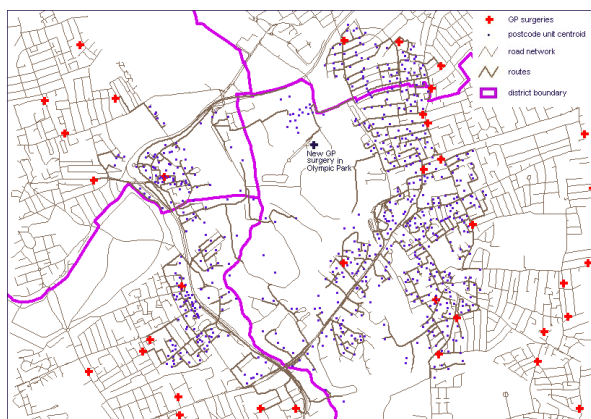 GP surgeries
postcode unit centroid
road network
routes
district boundary
New GP
surgery in
Olympic Park